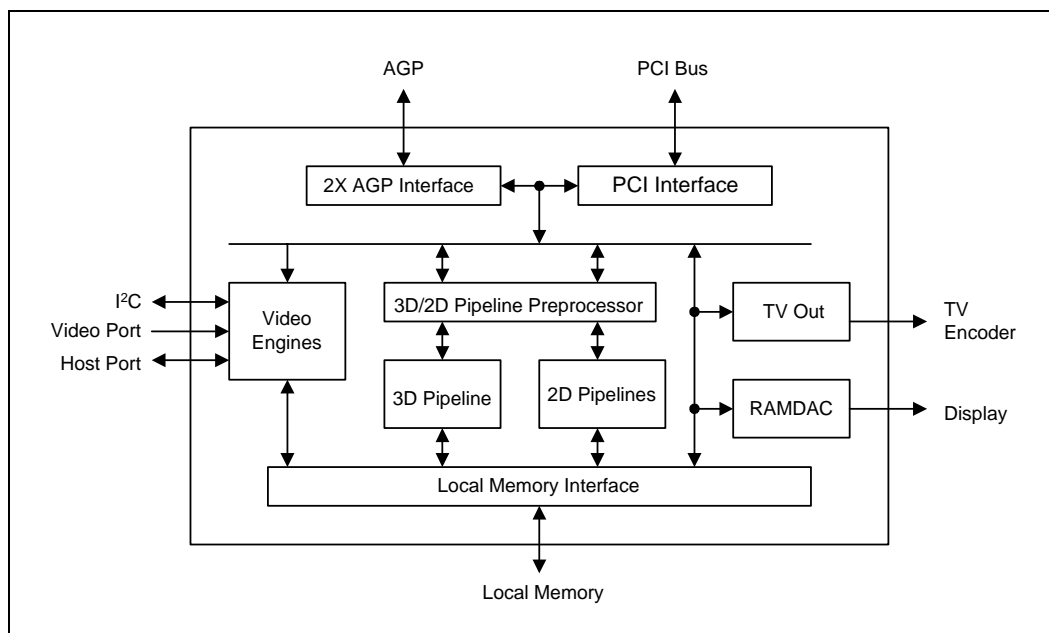 AGP
PCI Bus
2X AGP Interface
PCI Interface
I²C
Video Port
Host Port
Video
Engines
3D/2D Pipeline Preprocessor
3D Pipeline
2D Pipelines
TV Out
TV
Encoder
RAMDAC
Display
Local Memory Interface
Local Memory